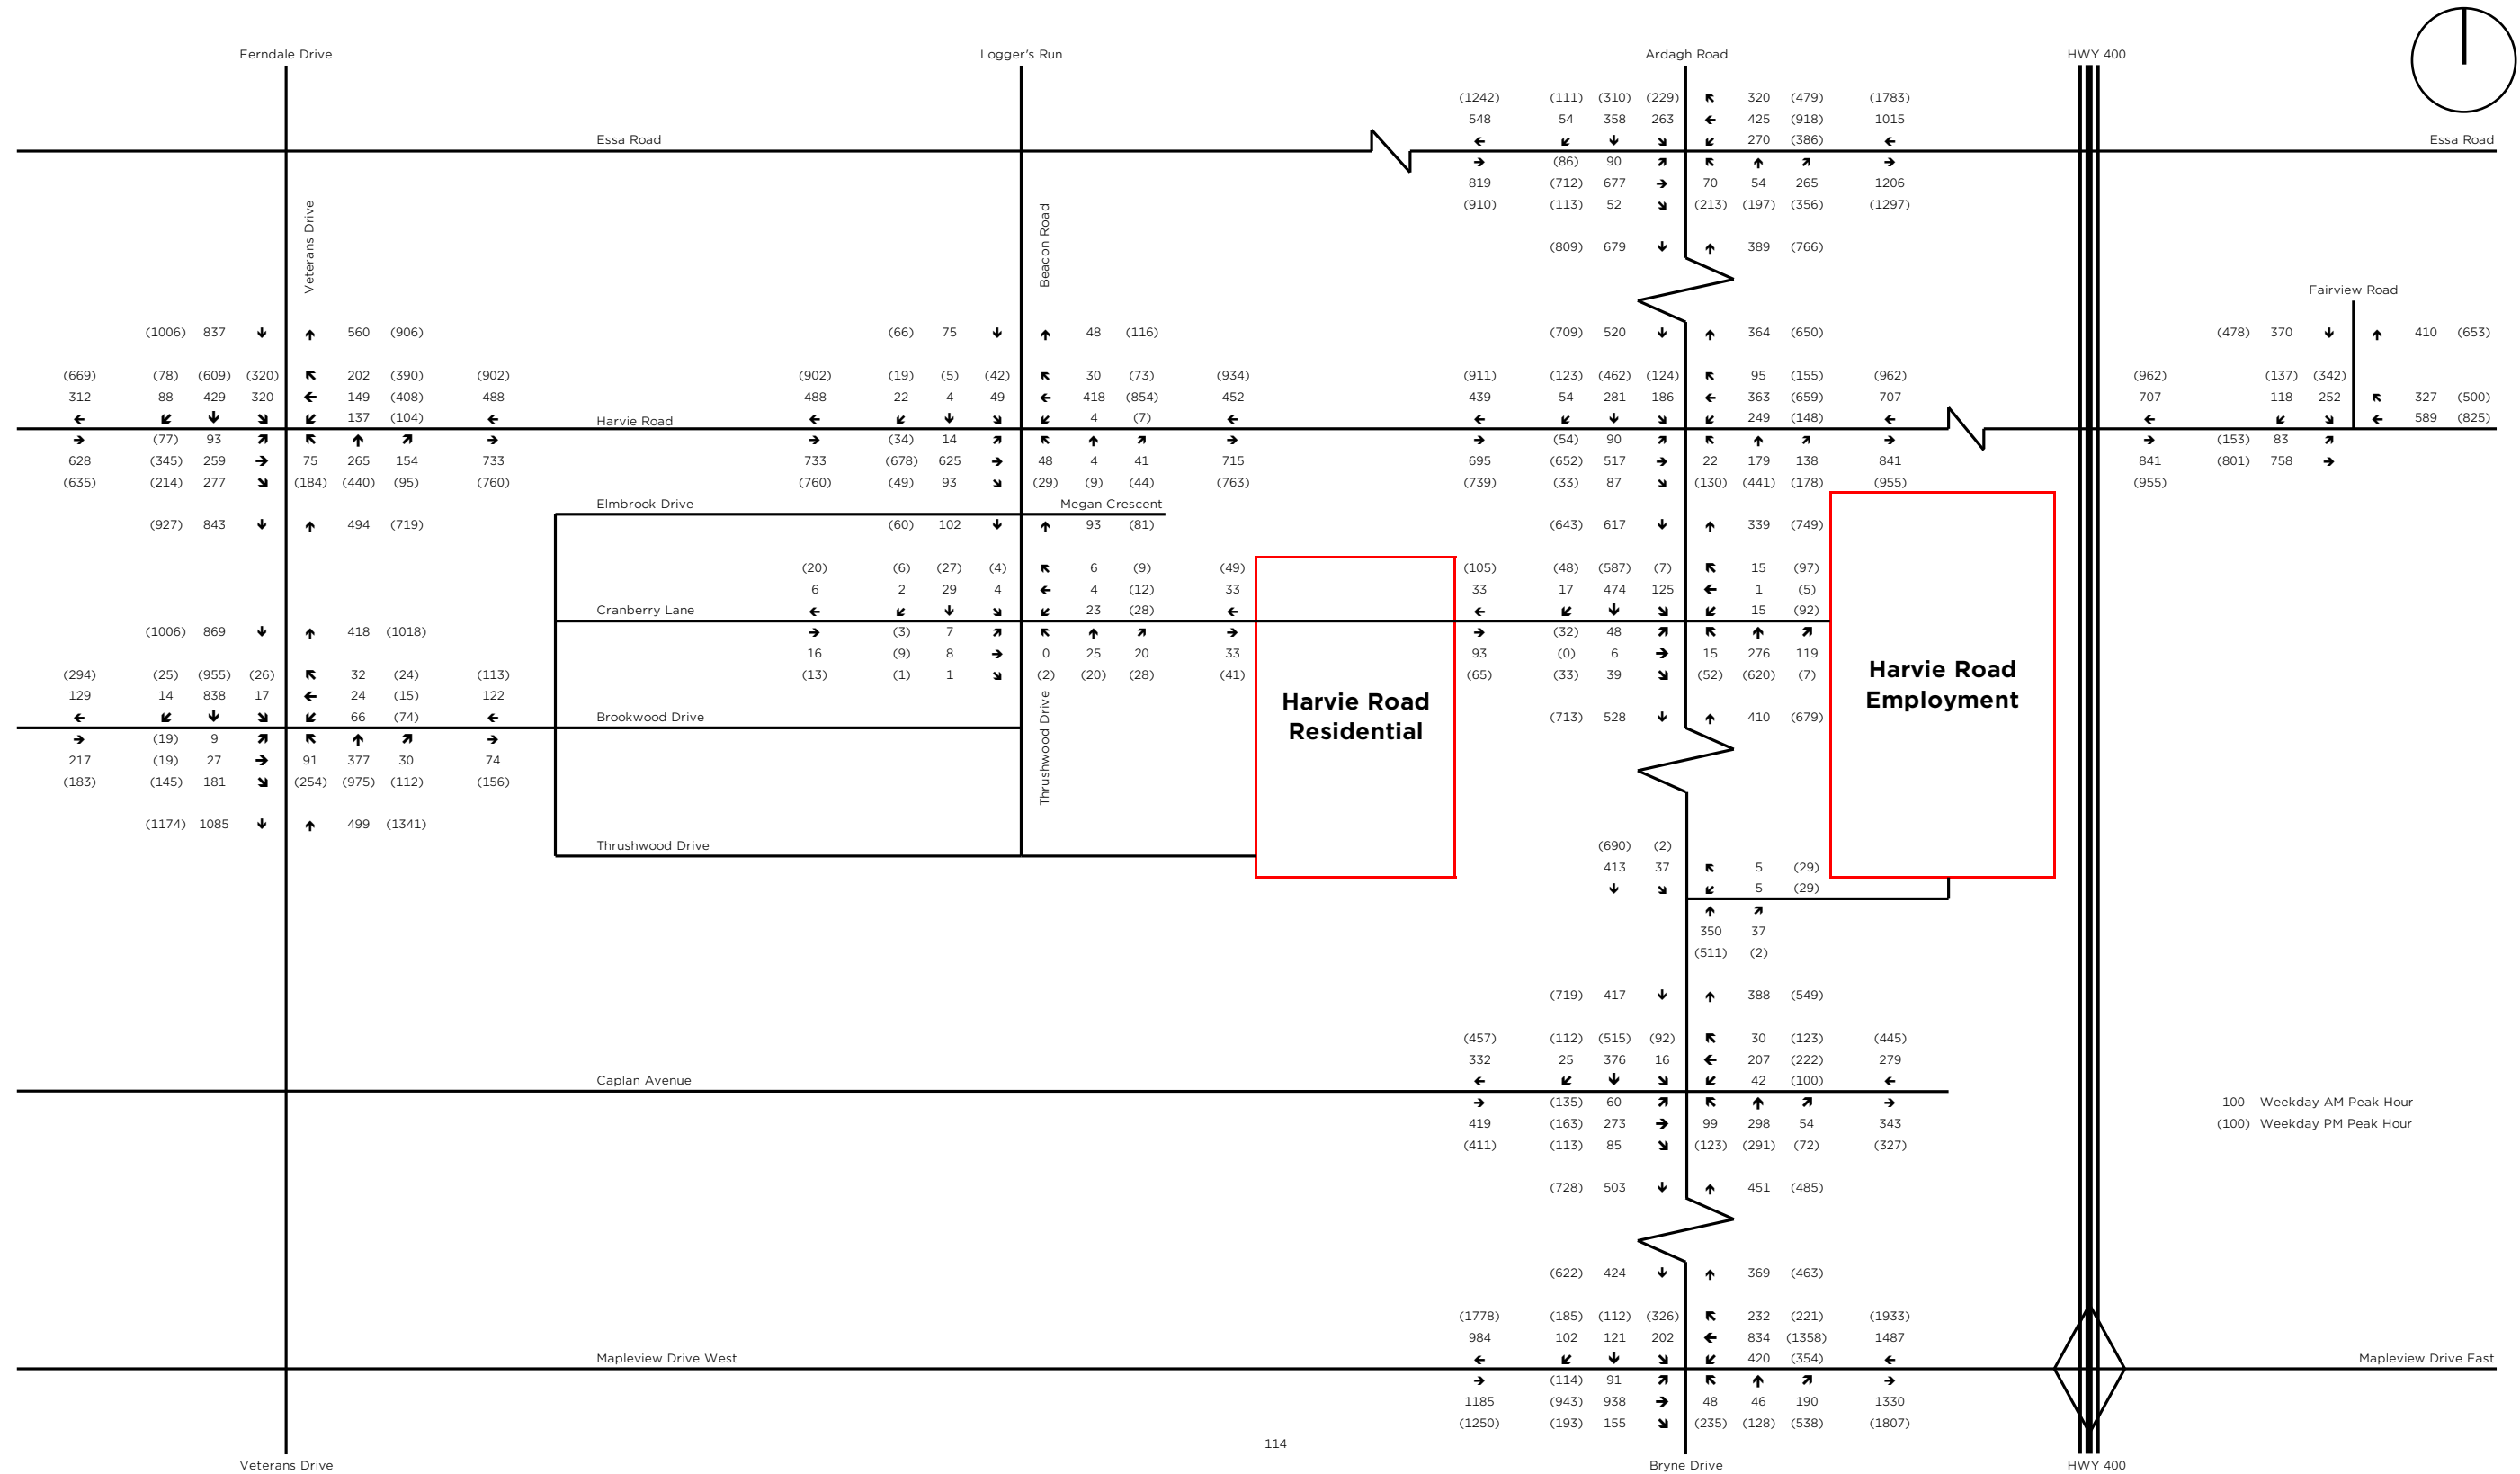 Ferndale Drive Logger's Run Ardagh Road HWY 400
(1242) (111) (310) (229) 320 (479) (1783)
548 54 358 263 425 (918) 1015
Essa Road 270 (386) Essa Road
(86) 90
819 (712) 677 70 54 265 1206
(910) (113) 52 (213) (197) (356) (1297)
Veterans Drive
Beacon Road
(809) 679 389 (766)
Fairview Road
(1006) 837 560 (906) (66) 75 48 (116) (709) 520 364 (650) (478) 370 410 (653)
(669) (78) (609) (320) 202 (390) (902) (902) (19) (5) (42) 30 (73) (934) (911) (123) (462) (124) 95 (155) (962) (962) (137) (342)
312 88 429 320 149 (408) 488 488 22 4 49 418 (854) 452 439 54 281 186 363 (659) 707 707 118 252 327 (500)
137 (104) Harvie Road 4 (7) 249 (148) 589 (825)
(77) 93 (34) 14 (54) 90 (153) 83
628 (345) 259 75 265 154 733 733 (678) 625 48 4 41 715 695 (652) 517 22 179 138 841 841 (801) 758
(635) (214) 277 (184) (440) (95) (760) (760) (49) 93 (29) (9) (44) (763) (739) (33) 87 (130) (441) (178) (955) (955)
Elmbrook Drive Megan Crescent
(927) 843 494 (719) (60) 102 93 (81) (643) 617 339 (749)
(20) (6) (27) (4) 6 (9) (49) (105) (48) (587) (7) 15 (97)
6 2 29 4 4 (12) 33 33 17 474 125 1 (5)
Cranberry Lane 23 (28) 15 (92)
(1006) 869 418 (1018) (3) 7 (32) 48
16 (9) 8 0 25 20 33 93 (0) 6 15 276 119
(294) (25) (955) (26) 32 (24) (113) (13) (1) 1 (2) (20) (28) (41) (65) (33) 39 (52) (620) (7)
Harvie Road
Employment
Harvie Road
Residential
Thrushwood Drive
129 14 838 17 24 (15) 122
66 (74) Brookwood Drive (713) 528 410 (679)
(19) 9
217 (19) 27 91 377 30 74
(183) (145) 181 (254) (975) (112) (156)
(1174) 1085 499 (1341)
Thrushwood Drive (690) (2)
413 37 5 (29)
5 (29)
350 37
(511) (2)
(719) 417 388 (549)
(457) (112) (515) (92) 30 (123) (445)
332 25 376 16 207 (222) 279
Caplan Avenue 42 (100)
(135) 60 100 Weekday AM Peak Hour
419 (163) 273 99 298 54 343 (100) Weekday PM Peak Hour
(411) (113) 85 (123) (291) (72) (327)
(728) 503 451 (485)
(622) 424 369 (463)
(1778) (185) (112) (326) 232 (221) (1933)
984 102 121 202 834 (1358) 1487
Mapleview Drive West 420 (354) Mapleview Drive East
(114) 91
1185 (943) 938 48 46 190 1330
(1250) (193) 155 (235) (128) (538) (1807)
114
Veterans Drive Bryne Drive HWY 400